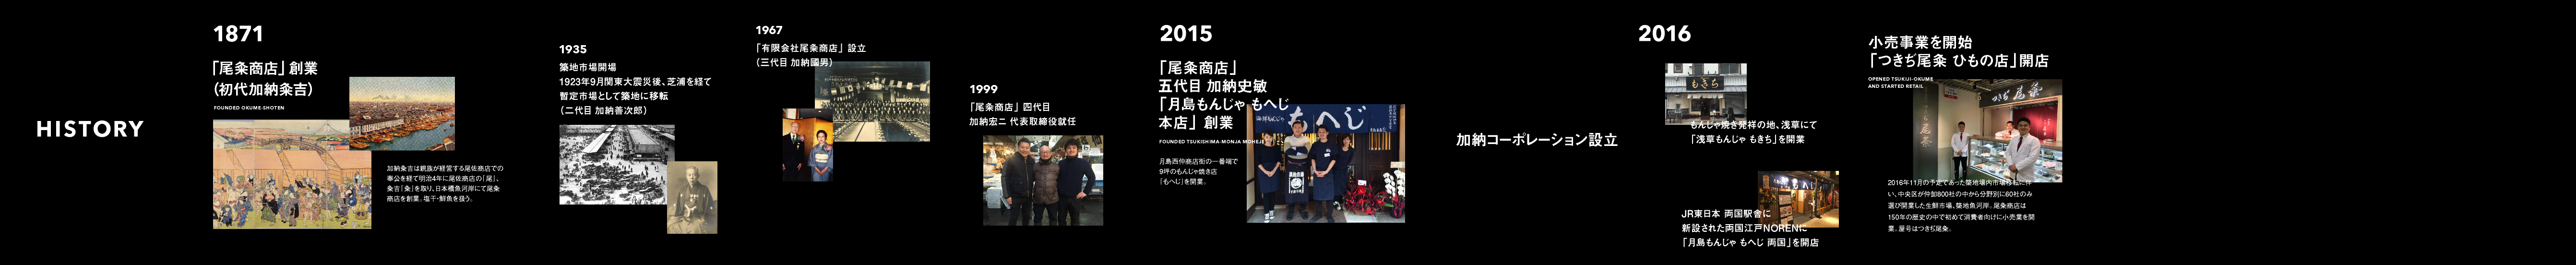 HISTORY
1871
「尾粂商店」創業
（初代加納粂吉）
FOUNDED OKUME-SHOTEN
加納粂吉は親族が経営する尾佐商店での
奉公を経て明治4年に尾佐商店の「尾」、
粂吉「粂」を取り、日本橋魚河岸にて尾粂
商店を創業。塩干・鮮魚を扱う。
1935
築地市場開場
1923年9月関東大震災後、芝浦を経て
暫定市場として築地に移転
（二代目 加納善次郎）
1967
「有限会社尾粂商店」設立
（三代目 加納國男）
1999
「尾粂商店」四代目
加納宏二 代表取締役就任
2015
「尾粂商店」
五代目 加納史敏
「月島もんじゃ もへじ
本店」創業
FOUNDED TSUKISHIMA MONJA MOHEJI
月島西仲商店街の一番端で
9坪のもんじゃ焼き店
「もへじ」を開業。
もへじ
加納コーポレーション設立
2016
もきち
もんじゃ焼き発祥の地、浅草にて
「浅草もんじゃ もきち」を開業
JR東日本 両国駅舎に
新設された両国江戸NORENに
「月島もんじゃ もへじ 両国」を開店
小売事業を開始
「つきぢ尾粂 ひもの店」開店
OPENED TSUKIJI-OKUME
AND STARTED RETAIL
つきぢ 尾粂
2016年11月の予定であった築地場内市場移転に伴
い、中央区が仲卸800社の中から分野別に60社のみ
選び開業した生鮮市場、築地魚河岸。尾粂商店は
150年の歴史の中で初めて消費者向けに小売業を開
業。屋号はつきぢ尾粂。